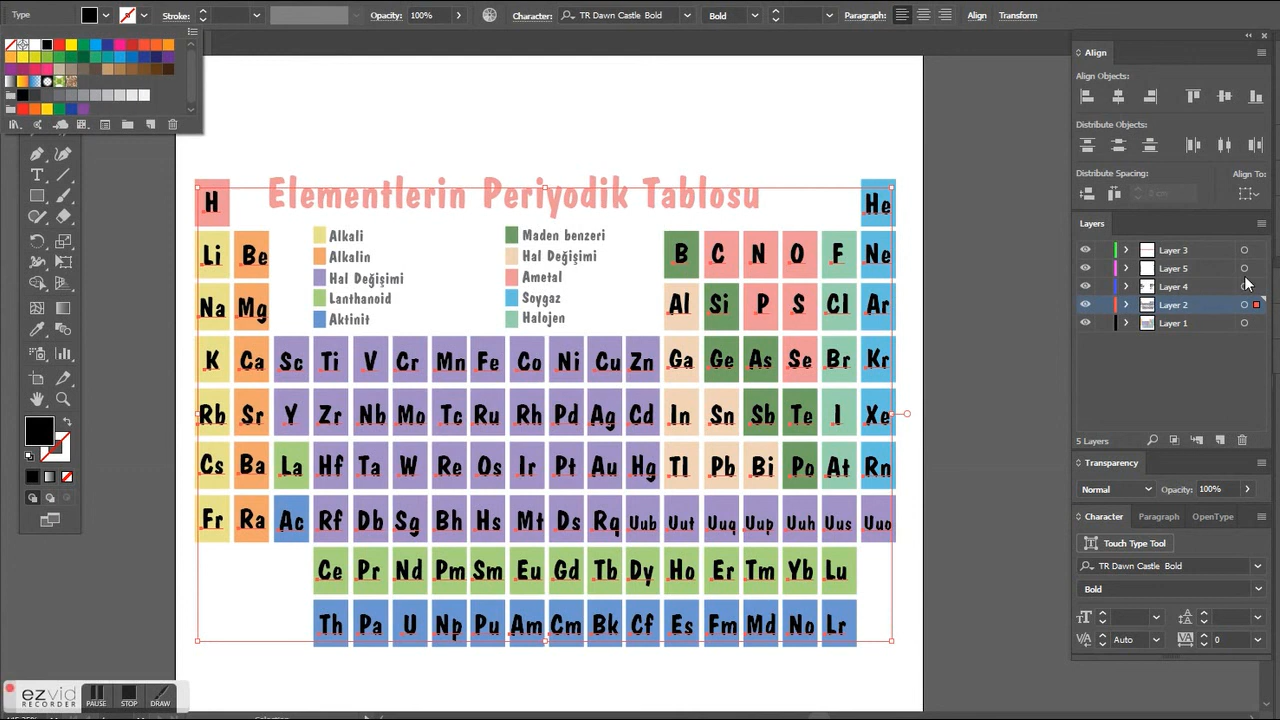 Type Stroke: Opacity: 100% Character: TR Dawn Castle Bold Bold Paragraph: Align Transform
Align
Align Objects:
Distribute Objects:
Distribute Spacing: Align To:
2 cm
Layers
Layer 3
Layer 5
Layer 4
Layer 2
Layer 1
5 Layers
Transparency
Normal Opacity: 100%
Character Paragraph OpenType
Touch Type Tool
TR Dawn Castle Bold
Bold
Auto 0
Elementlerin Periyodik Tablosu
H He
Alkali Maden benzeri
Alkalin Hal Değişimi
Hal Değişimi Ametal
Lanthanoid Soygaz
Aktinit Halojen
Li Be B C N O F Ne
Na Mg Al Si P S Cl Ar
K Ca Sc Ti V Cr Mn Fe Co Ni Cu Zn Ga Ge As Se Br Kr
Rb Sr Y Zr Nb Mo Tc Ru Rh Pd Ag Cd In Sn Sb Te I Xe
Cs Ba La Hf Ta W Re Os Ir Pt Au Hg Tl Pb Bi Po At Rn
Fr Ra Ac Rf Db Sg Bh Hs Mt Ds Rq Uub Uut Uuq Uup Uuh Uus Uuo
Ce Pr Nd Pm Sm Eu Gd Tb Dy Ho Er Tm Yb Lu
Th Pa U Np Pu Am Cm Bk Cf Es Fm Md No Lr
ezvid
RECORDER
PAUSE STOP DRAW